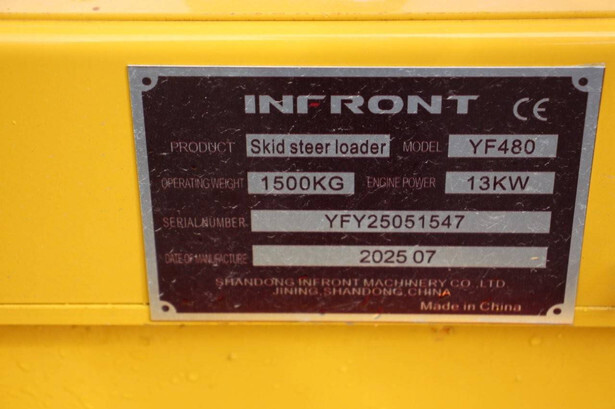 INFRONT CE
PRODUCT Skid steer loader MODEL YF480
OPERATING WEIGHT 1500KG ENGINE POWER 13KW
SERIAL NUMBER YFY25051547
DATE OF MANUFACTURE 2025 07
SHANDONG INFRONT MACHINERY CO.,LTD
JINING,SHANDONG,CHINA
Made in China